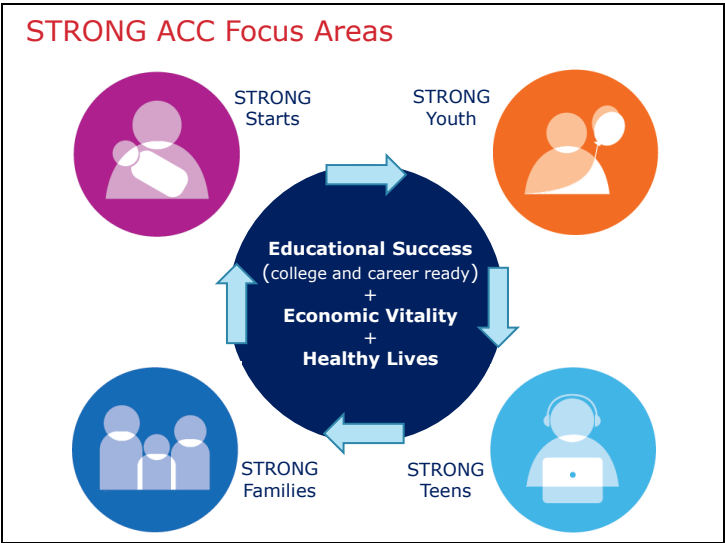 STRONG ACC Focus Areas
STRONG
Starts
STRONG
Youth
Educational Success
(college and career ready)
+
Economic Vitality
+
Healthy Lives
STRONG
Families
STRONG
Teens